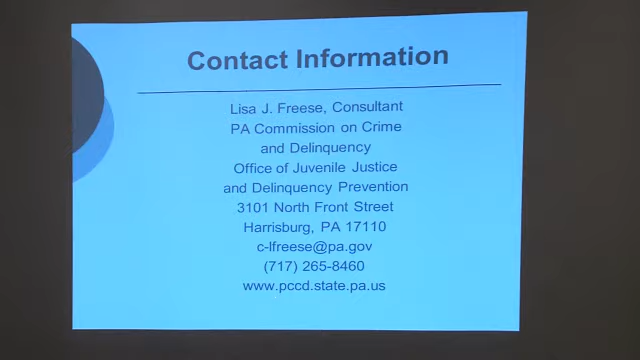 Contact Information
Lisa J. Freese, Consultant
PA Commission on Crime
and Delinquency
Office of Juvenile Justice
and Delinquency Prevention
3101 North Front Street
Harrisburg, PA 17110
c-lfreese@pa.gov
(717) 265-8460
www.pccd.state.pa.us